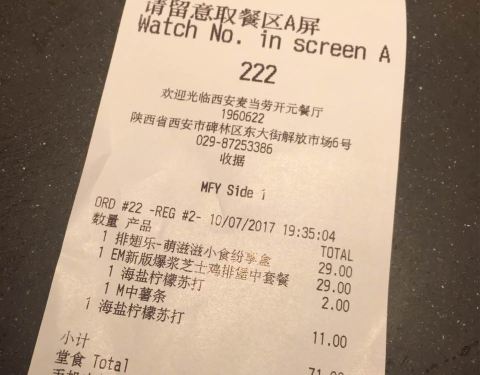 请留意取餐区A屏
Watch No. in screen A
222
欢迎光临西安麦当劳开元餐厅
1960622
陕西省西安市碑林区东大街解放市场6号
029-87253386
收据
MFY Side 1
ORD #22 -REG #2- 10/07/2017 19:35:04
数量 产品 TOTAL
1 排翅乐-萌滋滋小食纷享盒 29.00
1 EM新版爆浆芝士鸡排堡中套餐 29.00
1 海盐柠檬苏打 2.00
1 M中薯条
1 海盐柠檬苏打 11.00
小计
堂食 Total 71.00